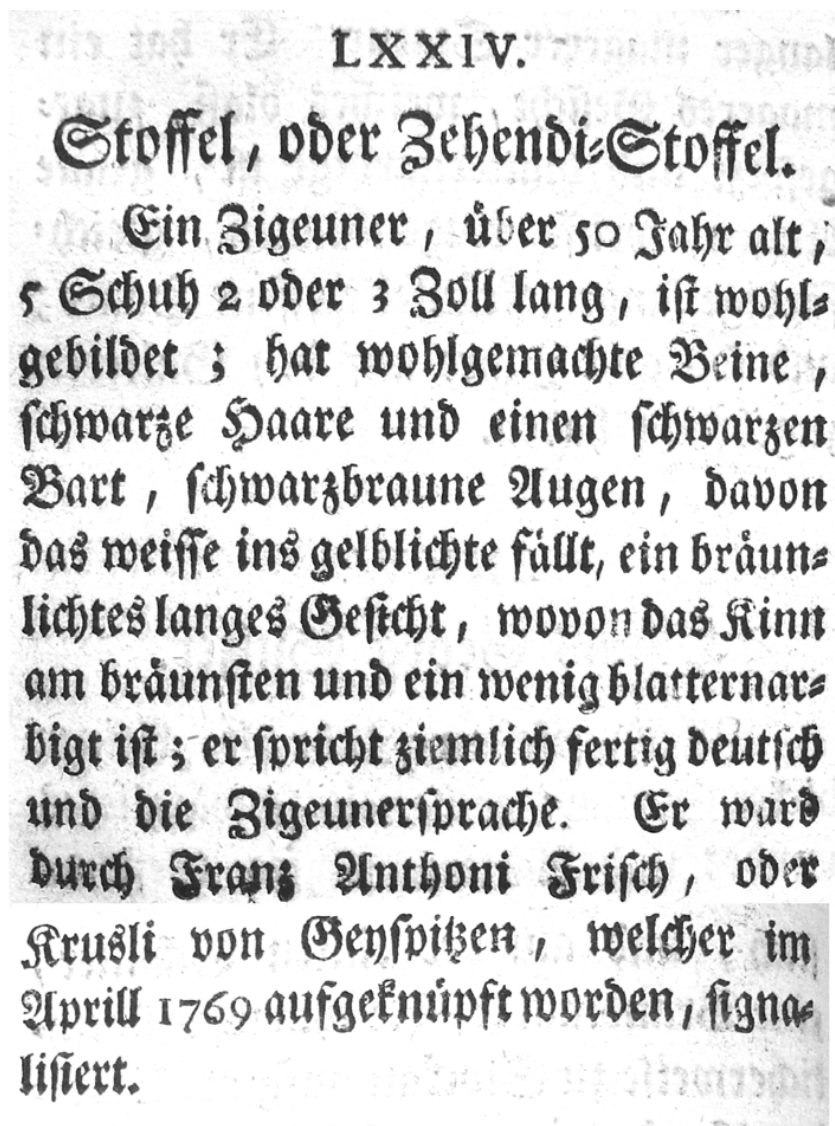 LXXIV.
Stoffel, oder Zehendi-Stoffel.
Ein Zigeuner, über 50 Jahr alt,
5 Schuh 2 oder 3 Zoll lang, ist wohl-
gebildet; hat wohlgemachte Beine,
schwarze Haare und einen schwarzen
Bart, schwarzbraune Augen, davon
das weisse ins gelblichte fällt, ein bräun-
lichtes langes Gesicht, wovon das Kinn
am bräunsten und ein wenig blatternar-
bigt ist; er spricht ziemlich fertig deutsch
und die Zigeunersprache. Er ward
durch Franz Anthoni Frisch, oder
Krusli von Geyspitzen, welcher im
Aprill 1769 aufgeknüpft worden, signa-
lisiert.